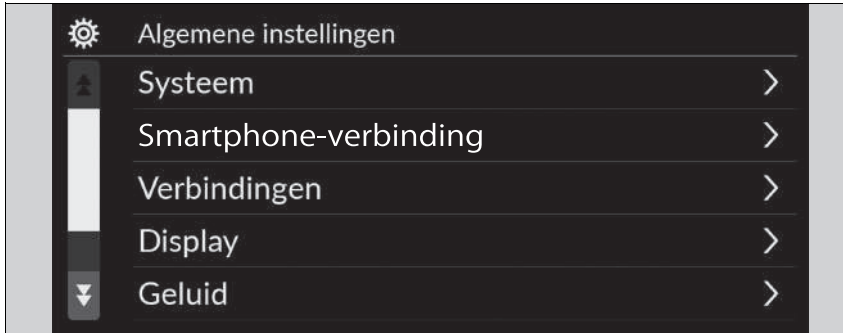 Algemene instellingen
Systeem
Smartphone-verbinding
Verbindingen
Display
Geluid